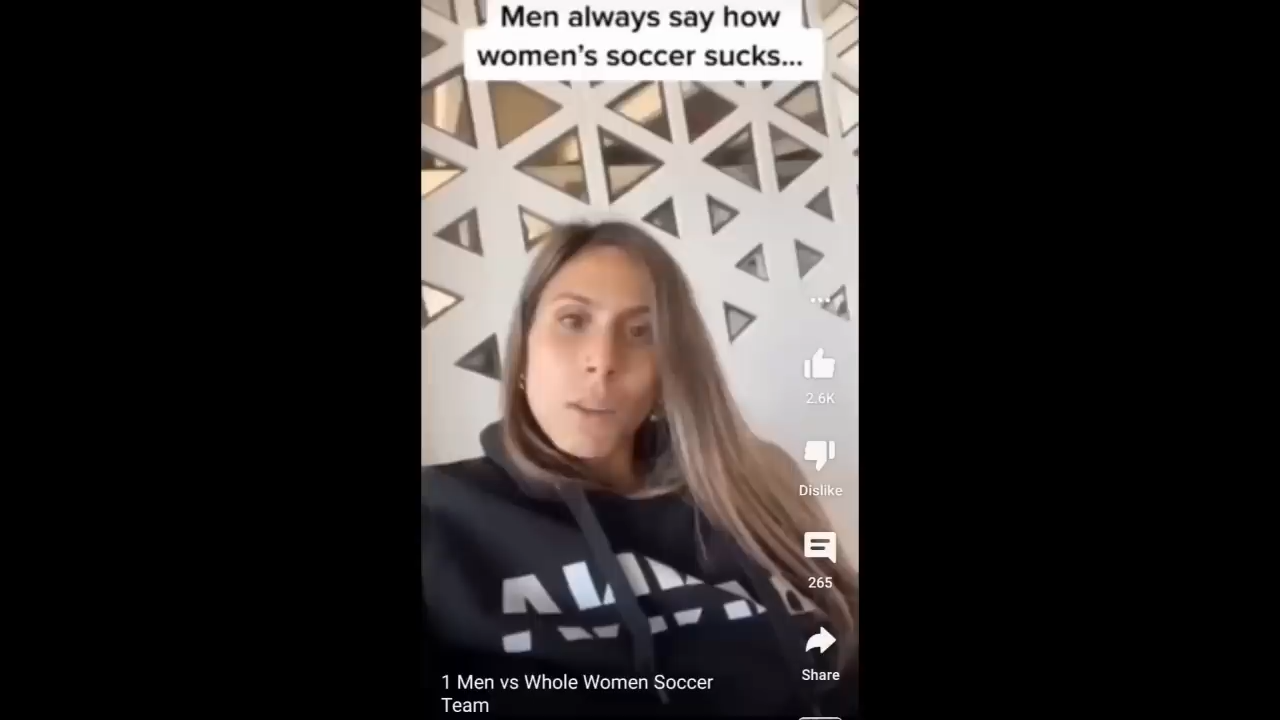 Men always say how
women's soccer sucks...
2.6K
Dislike
265
Share
1 Men vs Whole Women Soccer
Team